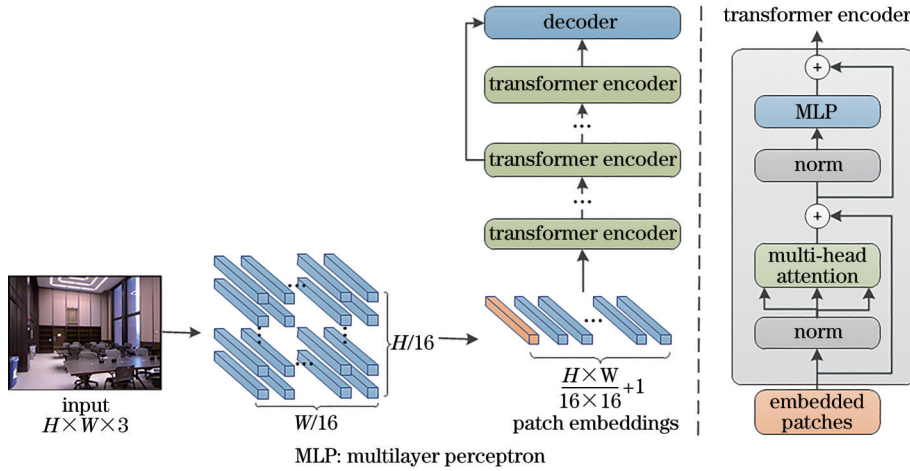 decoder
transformer encoder
...
transformer encoder
...
transformer encoder
...
H/16
...
H×W
16×16
+1
patch embeddings
W/16
input
H×W×3
MLP: multilayer perceptron
transformer encoder
+
MLP
norm
+
multi-head
attention
norm
embedded
patches